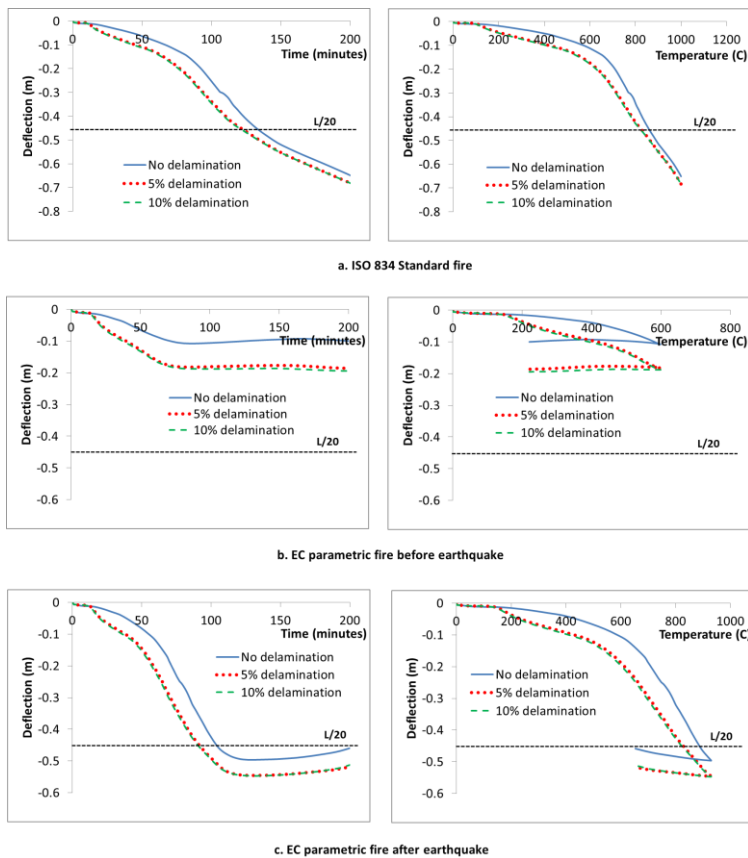 0
0 50 100 150 200
Time (minutes)
-0.1
-0.2
-0.3
-0.4
-0.5
-0.6
-0.7
-0.8
Deflection (m)
L/20
No delamination
5% delamination
10% delamination
0
0 200 400 600 800 1000 1200
Temperature (C)
-0.1
-0.2
-0.3
-0.4
-0.5
-0.6
-0.7
-0.8
Deflection (m)
L/20
No delamination
5% delamination
10% delamination
a. ISO 834 Standard fire
0
0 50 100 150 200
Time (minutes)
-0.1
-0.2
-0.3
-0.4
-0.5
-0.6
Deflection (m)
No delamination
5% delamination
10% delamination
L/20
0
0 200 400 600 800
Temperature (C)
-0.1
-0.2
-0.3
-0.4
-0.5
-0.6
Deflection (m)
No delamination
5% delamination
10% delamination
L/20
b. EC parametric fire before earthquake
0
0 50 100 150 200
Time (minutes)
-0.1
-0.2
-0.3
-0.4
-0.5
-0.6
Deflection (m)
No delamination
5% delamination
10% delamination
L/20
0
0 200 400 600 800 1000
Temperature (C)
-0.1
-0.2
-0.3
-0.4
-0.5
-0.6
Deflection (m)
No delamination
5% delamination
10% delamination
L/20
c. EC parametric fire after earthquake